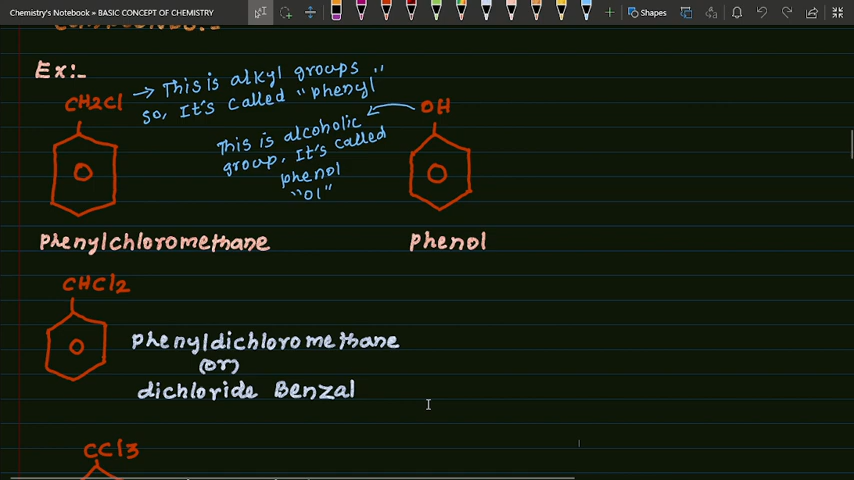 Chemistry's Notebook » BASIC CONCEPT OF CHEMISTRY
Shapes
Ex:-
CH2Cl → This is alkyl groups
so, It's called "phenyl"
OH
This is alcoholic
group. It's called
phenol
"ol"
phenylchloromethane
phenol
CHCl2
phenyldichloromethane
(or)
dichloride Benzal
CCl3